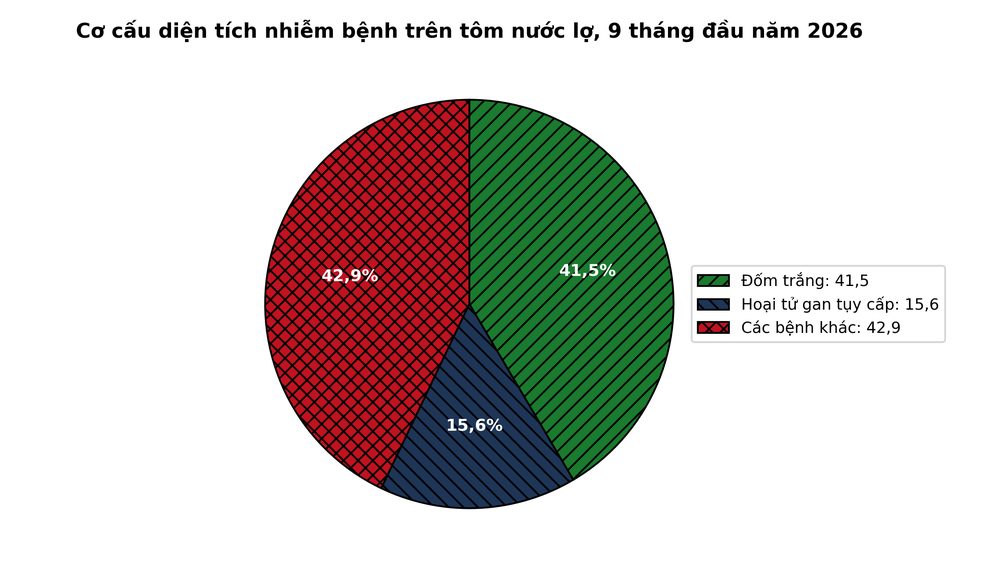 Cơ cấu diện tích nhiễm bệnh trên tôm nước lợ, 9 tháng đầu năm 2026
42,9%
41,5%
15,6%
Đốm trắng: 41,5
Hoại tử gan tụy cấp: 15,6
Các bệnh khác: 42,9